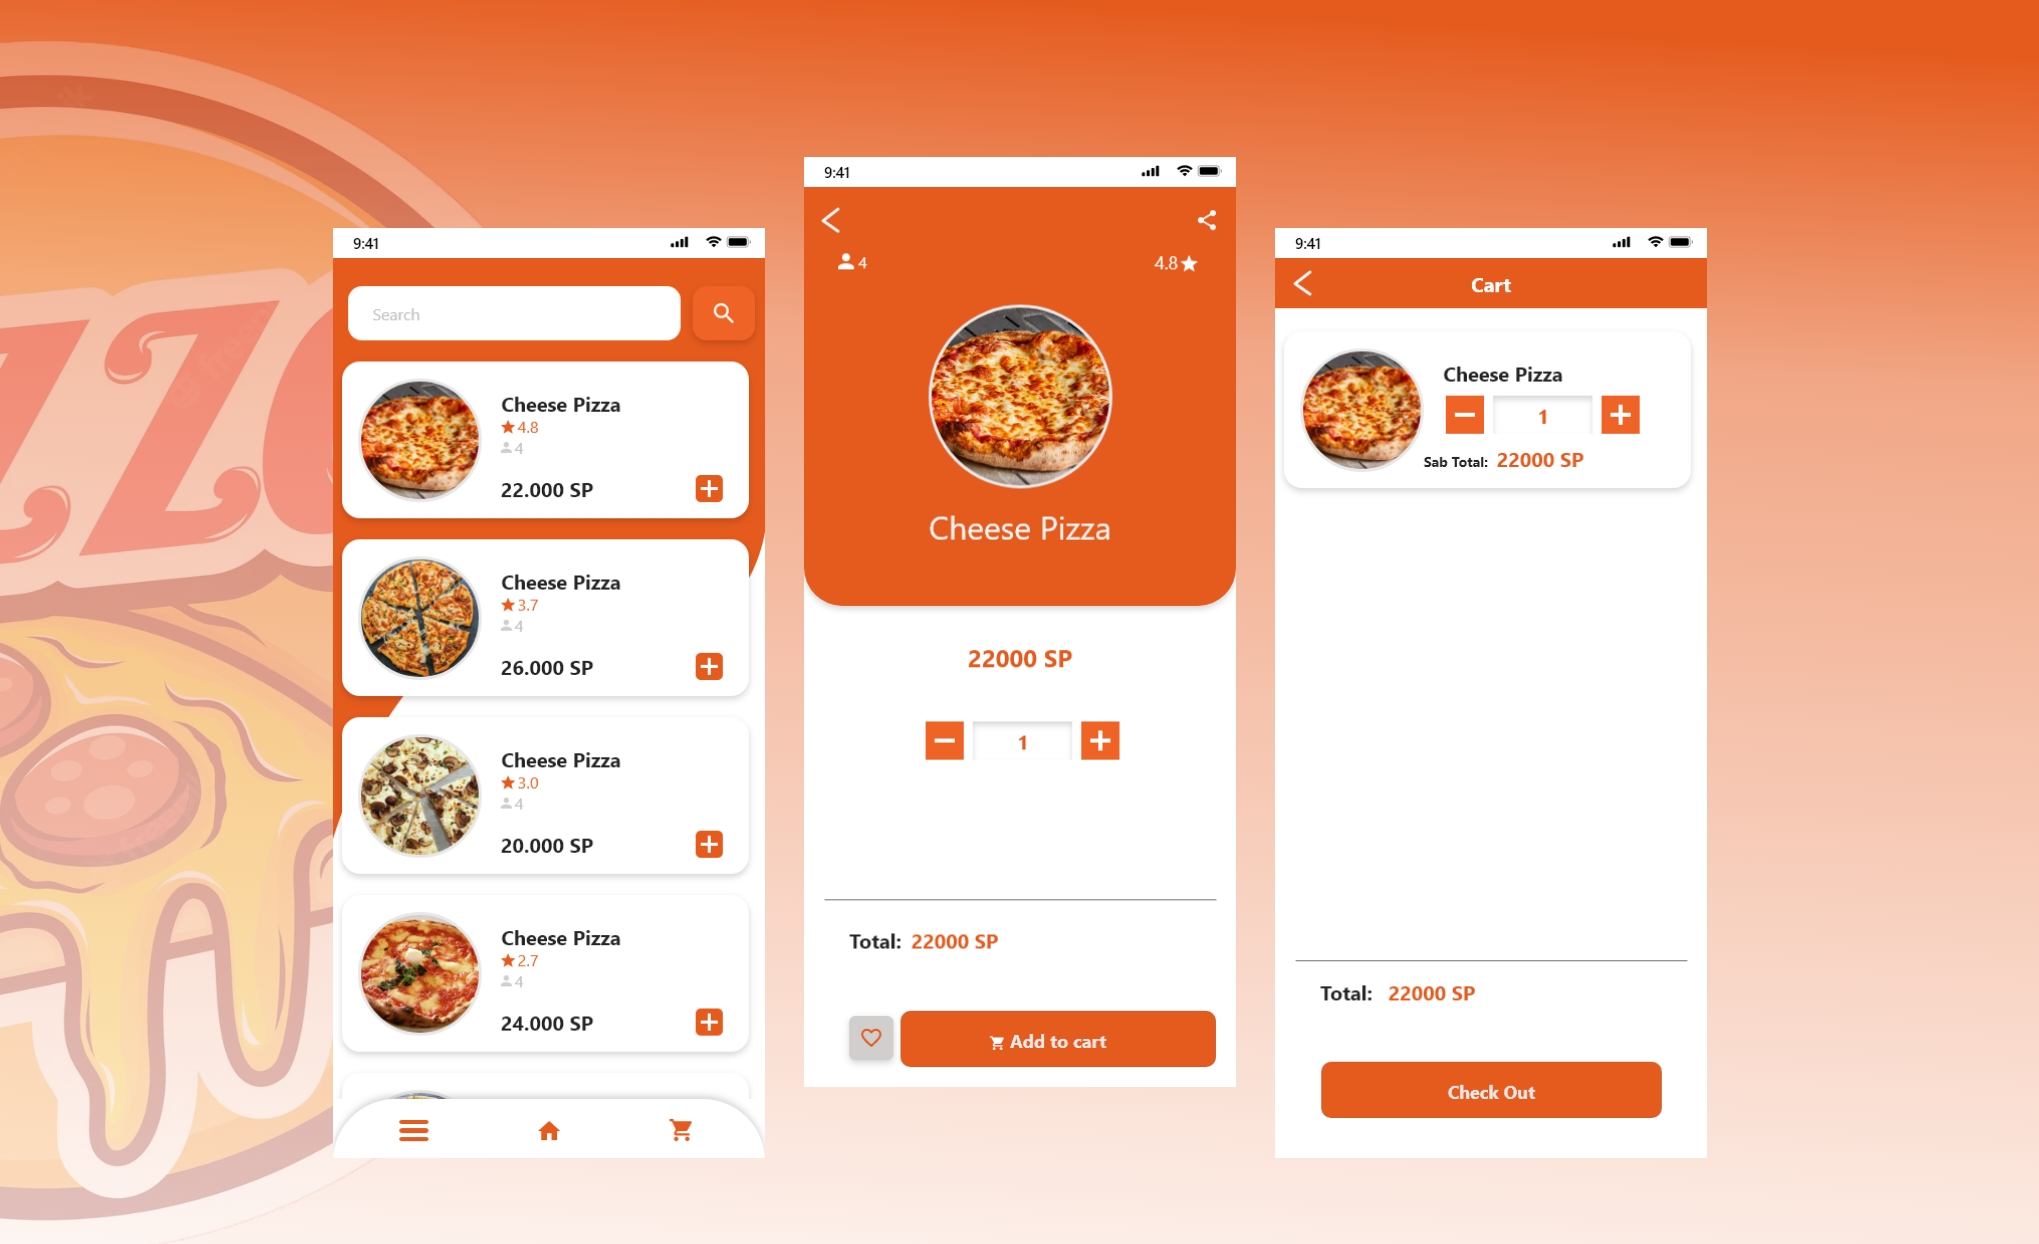 9:41
Search
Cheese Pizza
4.8
4
22.000 SP
Cheese Pizza
3.7
4
26.000 SP
Cheese Pizza
3.0
4
20.000 SP
Cheese Pizza
2.7
4
24.000 SP
9:41
4
4.8
Cheese Pizza
22000 SP
1
Total: 22000 SP
Add to cart
9:41
Cart
Cheese Pizza
1
Sab Total: 22000 SP
Total: 22000 SP
Check Out